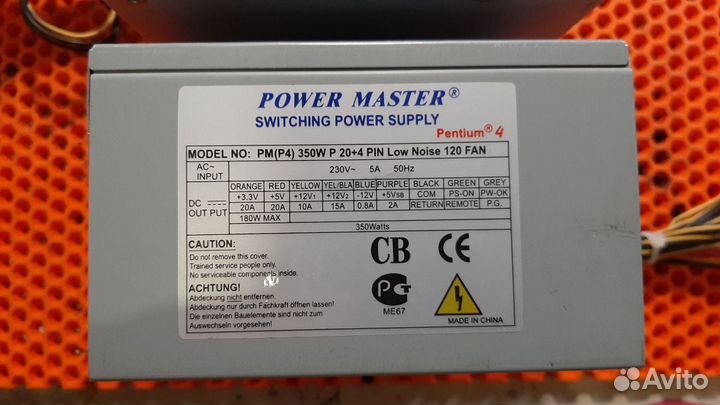 POWER MASTER®
SWITCHING POWER SUPPLY
Pentium® 4
MODEL NO: PM(P4) 350W P 20+4 PIN Low Noise 120 FAN
AC~ INPUT 230V~ 5A 50Hz
DC OUT PUT
ORANGE RED YELLOW YEL/BLA BLUE PURPLE BLACK GREEN GREY
+3.3V +5V +12V1 +12V2 -12V +5VSB COM PS-ON PW-OK
20A 20A 10A 15A 0.8A 2A RETURN REMOTE P.G.
180W MAX
350Watts
CAUTION:
Do not remove this cover.
Trained service people only.
No serviceable components inside.
ACHTUNG!
Abdeckung nicht entfernen.
Abdeckung nur durch Fachkraft öffnen lassen.
Die einzelnen Bauelemente sind nicht zum
Auswechseln vorgesehen!
CB CE
РСТ
ME67
MADE IN CHINA
Avito